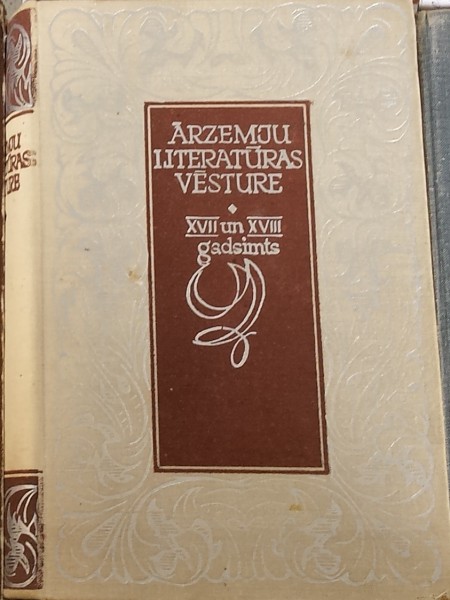 ĀRZEMJU
LITERATŪRAS
VĒSTURE
XVII un XVIII
gadsimts